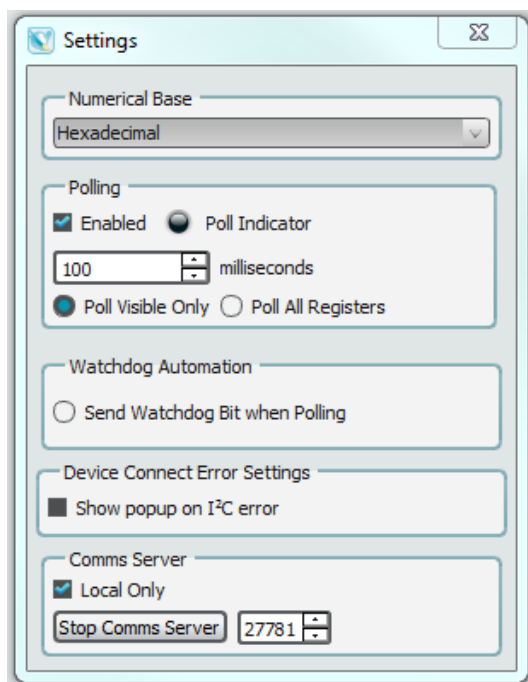 Settings
Numerical Base
Hexadecimal
Polling
Enabled Poll Indicator
100 milliseconds
Poll Visible Only Poll All Registers
Watchdog Automation
Send Watchdog Bit when Polling
Device Connect Error Settings
Show popup on I²C error
Comms Server
Local Only
Stop Comms Server 27781